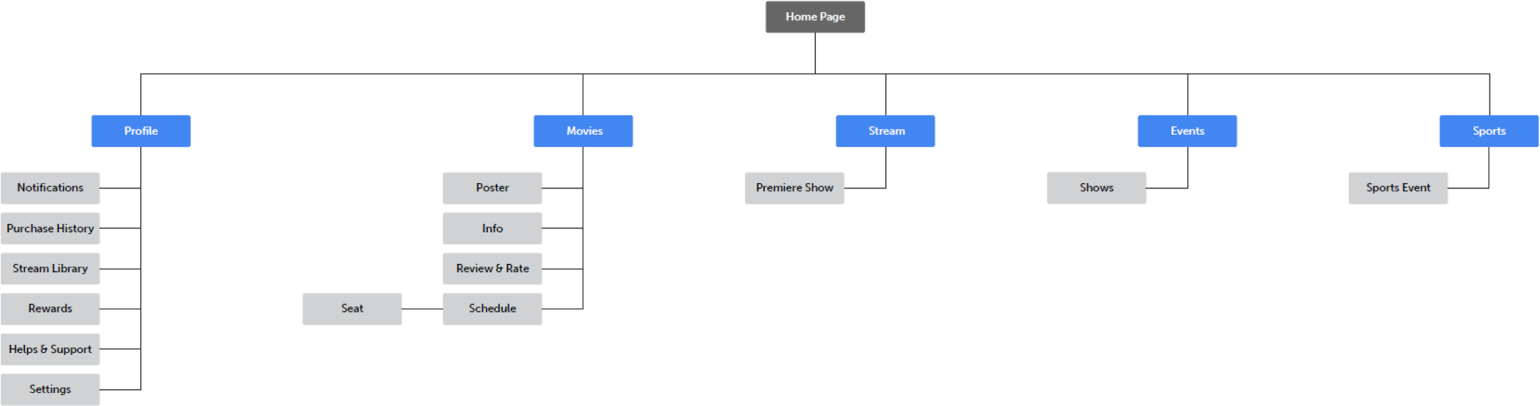 Home Page
Profile
Movies
Stream
Events
Sports
Notifications
Poster
Premiere Show
Shows
Sports Event
Purchase History
Info
Stream Library
Review & Rate
Rewards
Seat
Schedule
Helps & Support
Settings